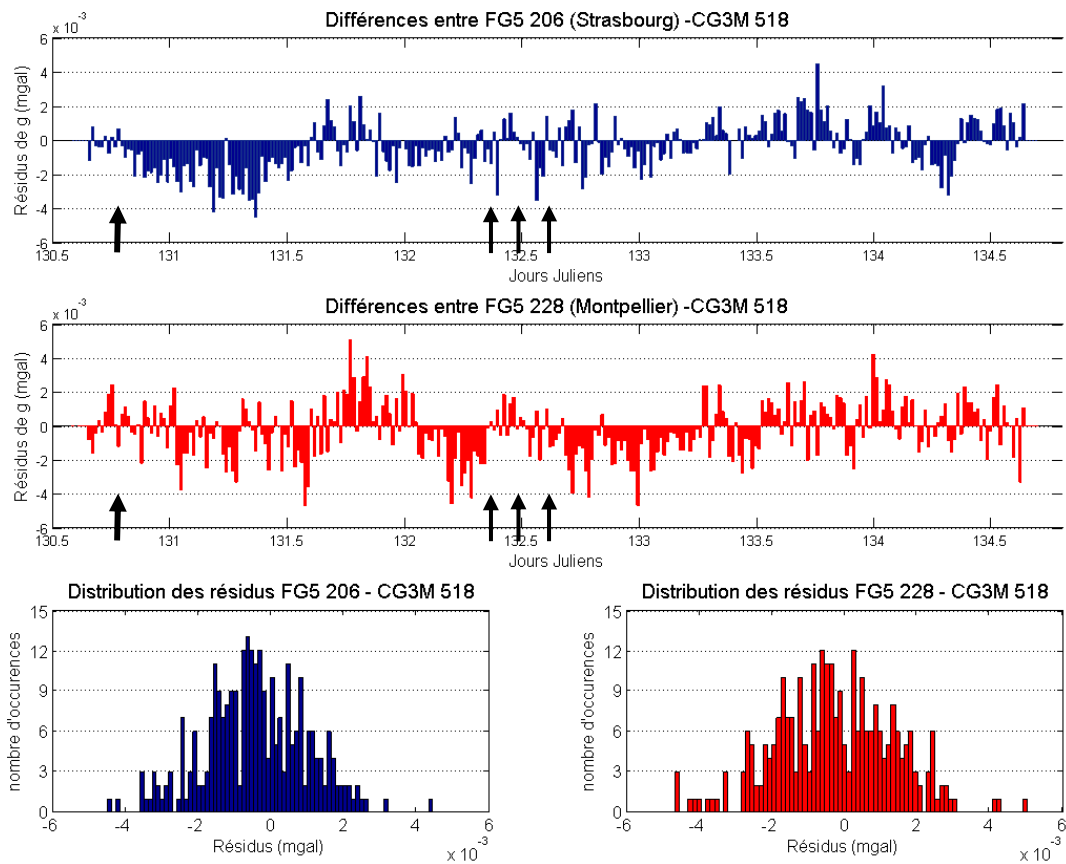 Différences entre FG5 206 (Strasbourg) -CG3M 518
6 x 10⁻³
4
2
0
-2
-4
-6
Résidus de g (mgal)
130.5 131 131.5 132 132.5 133 133.5 134 134.5
Jours Juliens
Différences entre FG5 228 (Montpellier) -CG3M 518
6 x 10⁻³
4
2
0
-2
-4
-6
Résidus de g (mgal)
130.5 131 131.5 132 132.5 133 133.5 134 134.5
Jours Juliens
Distribution des résidus FG5 206 - CG3M 518
15
12
9
6
3
0
nombre d'occurences
-6 -4 -2 0 2 4 6
Résidus (mgal)
x 10⁻³
Distribution des résidus FG5 228 - CG3M 518
15
12
9
6
3
0
nombre d'occurences
-6 -4 -2 0 2 4 6
Résidus (mgal)
x 10⁻³